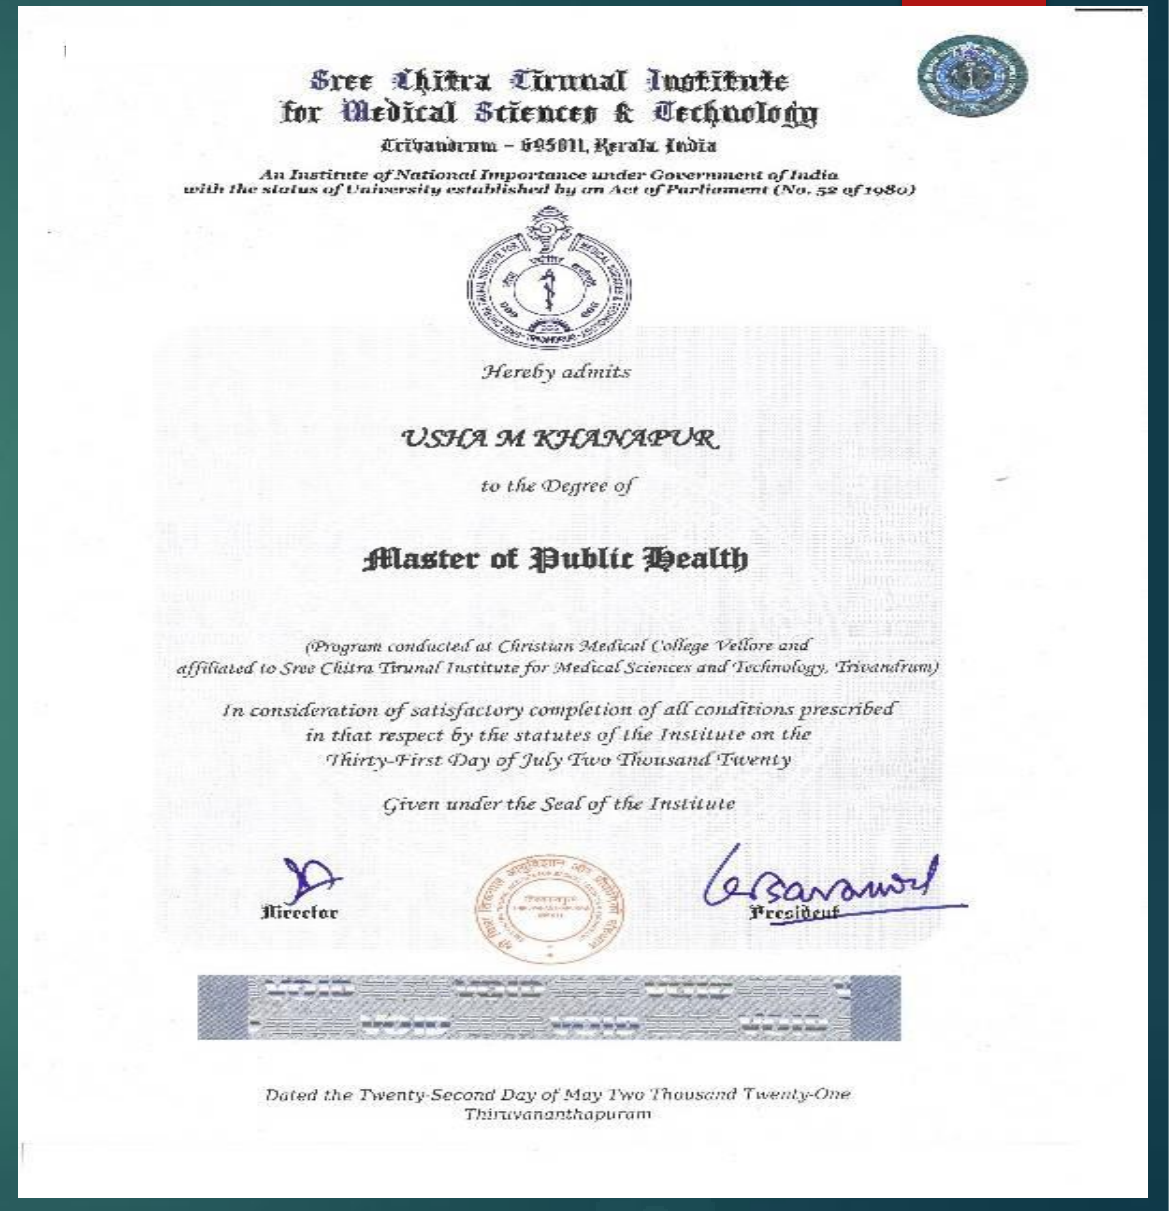 Sree Chitra Tirunal Institute
for Medical Sciences & Technology
Trivandrum - 695011, Kerala, India
An Institute of National Importance under Government of India
with the status of University established by an Act of Parliament (No. 52 of 1980)
Hereby admits
USHA M KHANAPUR
to the Degree of
Master of Public Health
(Program conducted at Christian Medical College Vellore and
affiliated to Sree Chitra Tirunal Institute for Medical Sciences and Technology, Trivandrum)
In consideration of satisfactory completion of all conditions prescribed
in that respect by the statutes of the Institute on the
Thirty-First Day of July Two Thousand Twenty
Given under the Seal of the Institute
Director
President
VOID VOID VOID
VOID VOID VOID
Dated the Twenty-Second Day of May Two Thousand Twenty-One
Thiruvananthapuram